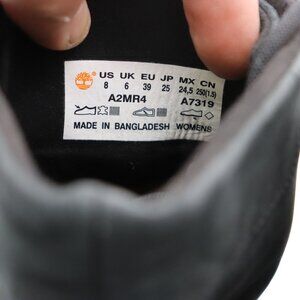 US UK EU JP MX CN
8 6 39 25 24,5 250(1.5)
A2MR4 A7319
MADE IN BANGLADESH WOMENS